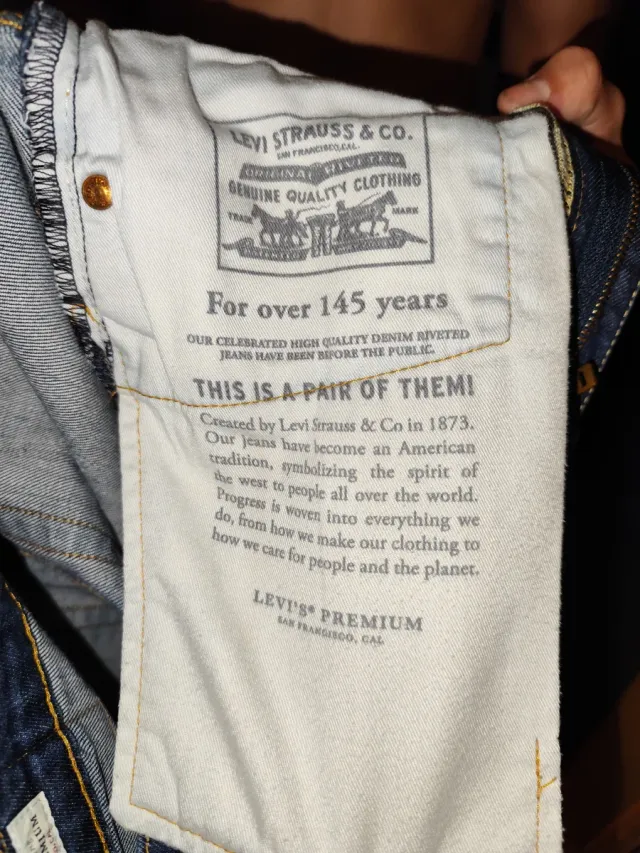 LEVI STRAUSS & CO.
SAN FRANCISCO, CAL.
ORIGINAL RIVETED
GENUINE QUALITY CLOTHING
TRADE MARK
For over 145 years
OUR CELEBRATED HIGH QUALITY DENIM RIVETED
JEANS HAVE BEEN BEFORE THE PUBLIC.
THIS IS A PAIR OF THEM!
Created by Levi Strauss & Co in 1873.
Our Jeans have become an American
tradition, symbolizing the spirit of
the west to people all over the world.
Progress is woven into everything we
do, from how we make our clothing to
how we care for people and the planet.
LEVI'S® PREMIUM
SAN FRANCISCO, CAL
MIUM